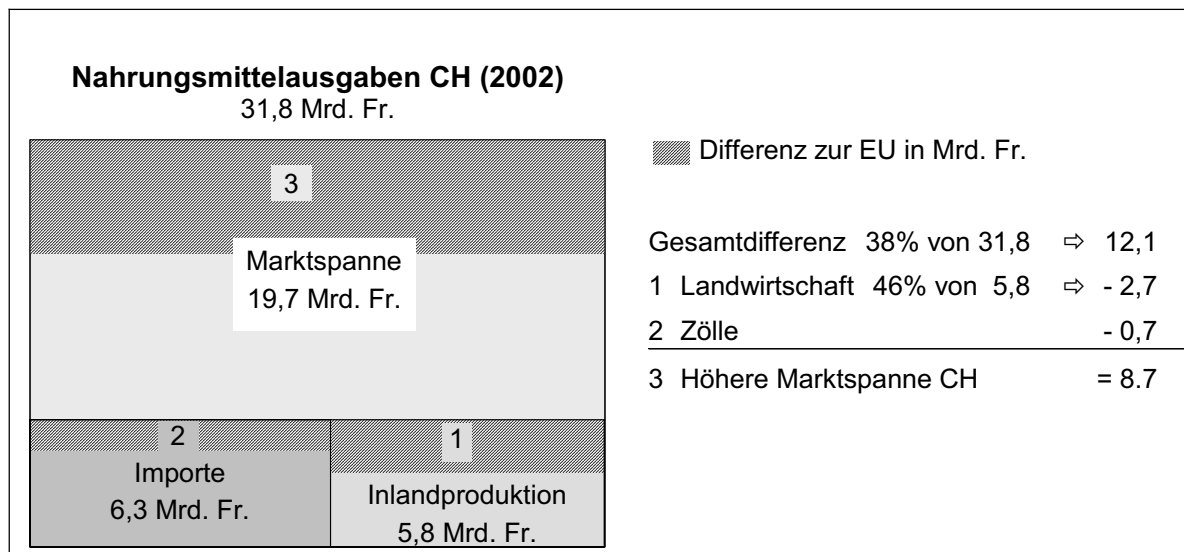 Nahrungsmittelausgaben CH (2002)
31,8 Mrd. Fr.
3
Marktspanne
19,7 Mrd. Fr.
2
Importe
6,3 Mrd. Fr.
1
Inlandproduktion
5,8 Mrd. Fr.
Differenz zur EU in Mrd. Fr.
Gesamtdifferenz 38% von 31,8 ⇨ 12,1
1 Landwirtschaft 46% von 5,8 ⇨ - 2,7
2 Zölle - 0,7
3 Höhere Marktspanne CH = 8.7